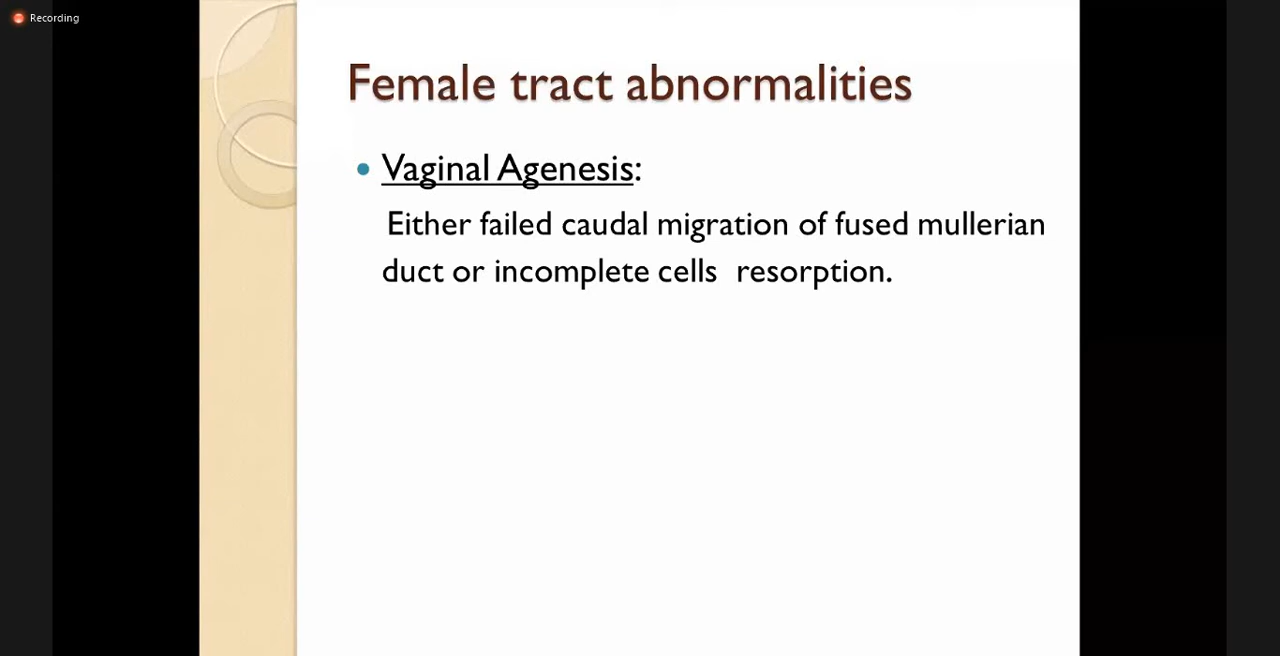 Recording
Female tract abnormalities
• Vaginal Agenesis:
Either failed caudal migration of fused mullerian
duct or incomplete cells resorption.